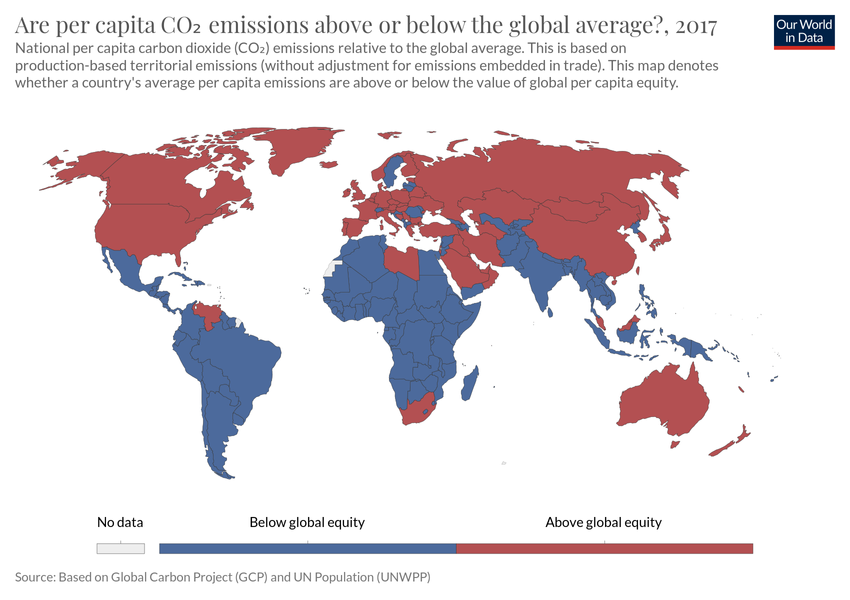 Are per capita CO₂ emissions above or below the global average?, 2017
Our World
in Data
National per capita carbon dioxide (CO₂) emissions relative to the global average. This is based on
production-based territorial emissions (without adjustment for emissions embedded in trade). This map denotes
whether a country's average per capita emissions are above or below the value of global per capita equity.
No data
Below global equity
Above global equity
Source: Based on Global Carbon Project (GCP) and UN Population (UNWPP)